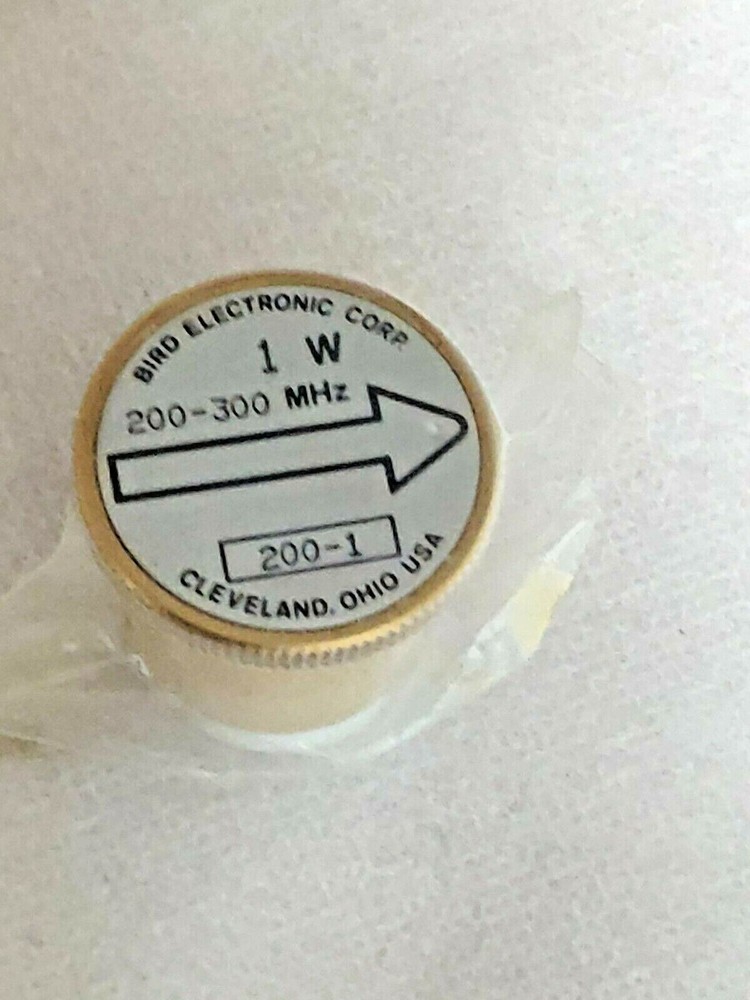 BIRD ELECTRONIC CORP.
1 W
200-300 MHz
200-1
CLEVELAND, OHIO USA